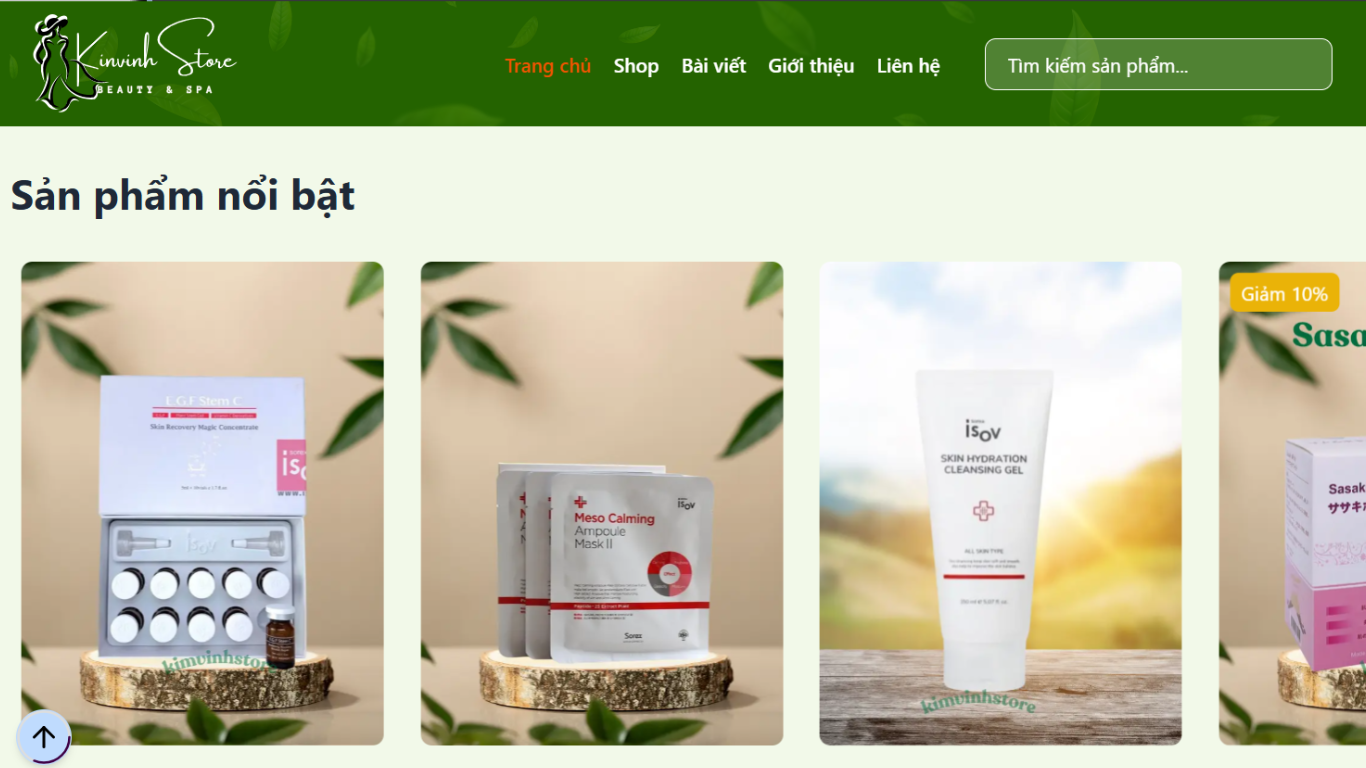 Kinvinh Store
BEAUTY & SPA
Trang chủ
Shop
Bài viết
Giới thiệu
Liên hệ
Tìm kiếm sản phẩm...
Sản phẩm nổi bật
E.G.F Stem C
Skin Recovery Magic Concentrate
isov
kimvinhstore
isov
Meso Calming
Ampoule
Mask II
isov
SKIN HYDRATION
CLEANSING GEL
ALL SKIN TYPE
kimvinhstore
Giảm 10%
Sasa
Sasak
ササキ